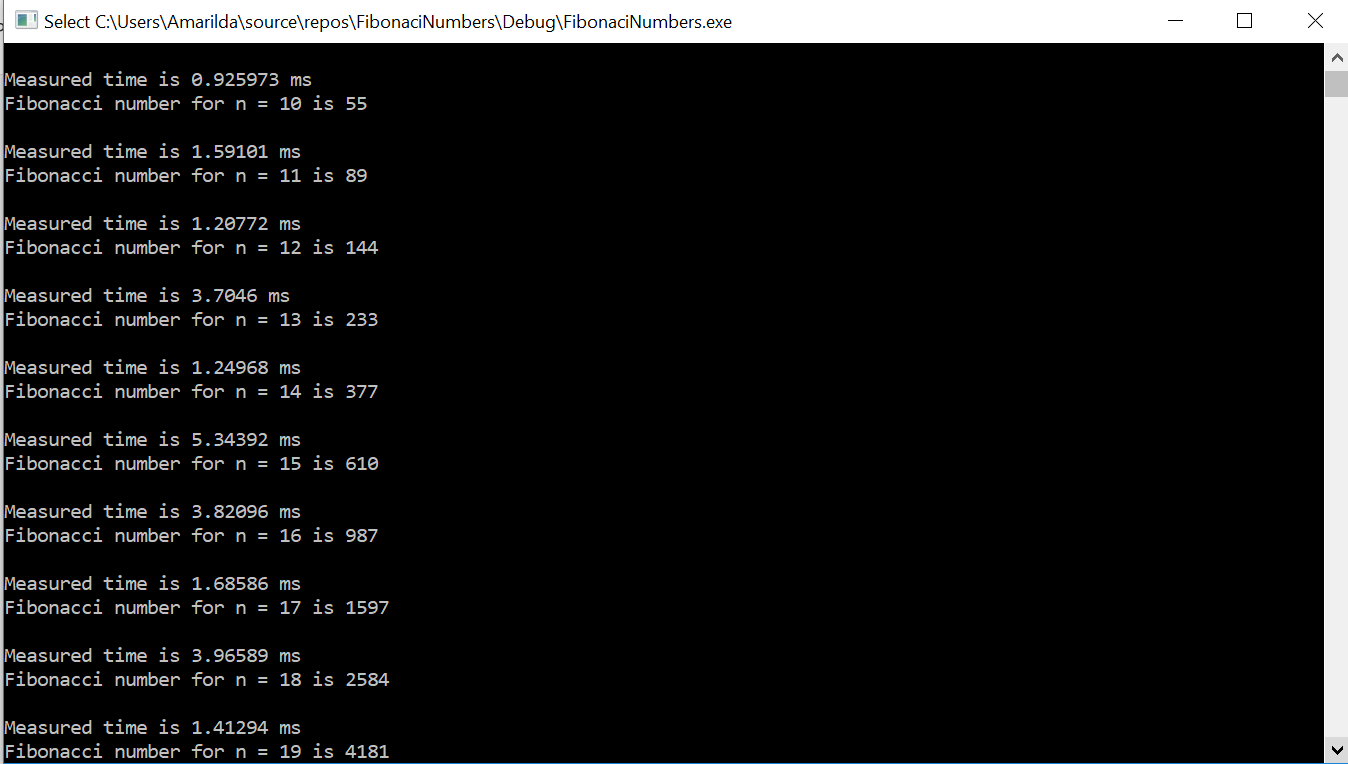 Select C:\Users\Amarilda\source\repos\FibonaciNumbers\Debug\FibonaciNumbers.exe
Measured time is 0.925973 ms
Fibonacci number for n = 10 is 55
Measured time is 1.59101 ms
Fibonacci number for n = 11 is 89
Measured time is 1.20772 ms
Fibonacci number for n = 12 is 144
Measured time is 3.7046 ms
Fibonacci number for n = 13 is 233
Measured time is 1.24968 ms
Fibonacci number for n = 14 is 377
Measured time is 5.34392 ms
Fibonacci number for n = 15 is 610
Measured time is 3.82096 ms
Fibonacci number for n = 16 is 987
Measured time is 1.68586 ms
Fibonacci number for n = 17 is 1597
Measured time is 3.96589 ms
Fibonacci number for n = 18 is 2584
Measured time is 1.41294 ms
Fibonacci number for n = 19 is 4181